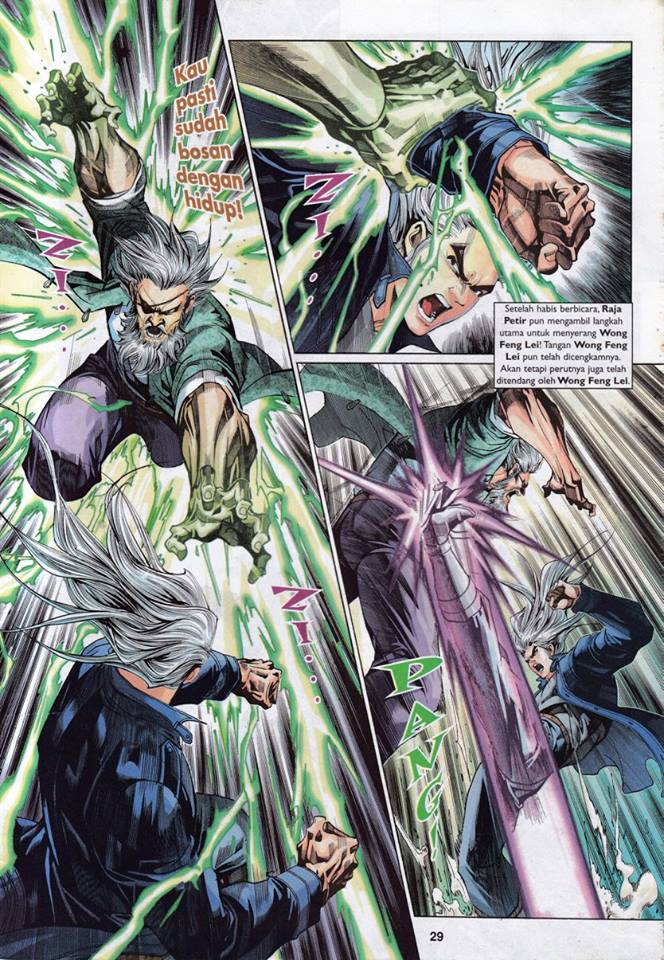 Kau
pasti
sudah
bosan
dengan
hidup!
ZI...
ZI...
ZI...
Setelah habis berbicara, Raja
Petir pun mengambil langkah
utama untuk menyerang Wong
Feng Lei! Tangan Wong Feng
Lei pun telah dicengkamnya.
Akan tetapi perutnya juga telah
ditendang oleh Wong Feng Lei.
PANG!
29